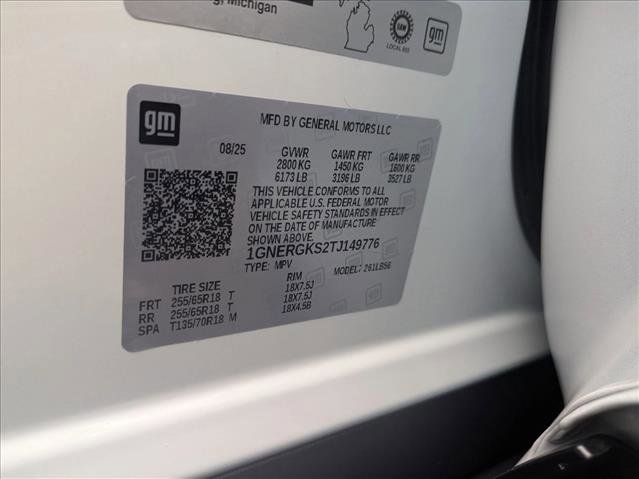 g, Michigan
UAW
LOCAL 602
gm
gm
MFD BY GENERAL MOTORS LLC
08/25 GVWR GAWR FRT GAWR RR
2800 KG 1450 KG 1600 KG
6173 LB 3196 LB 3527 LB
THIS VEHICLE CONFORMS TO ALL
APPLICABLE U.S. FEDERAL MOTOR
VEHICLE SAFETY STANDARDS IN EFFECT
ON THE DATE OF MANUFACTURE
SHOWN ABOVE.
1GNERGKS2TJ149776
TYPE: MPV MODEL:
TIRE SIZE RIM
FRT 255/65R18 T 18X7.5J
RR 255/65R18 T 18X7.5J
SPA T135/70R18 M 18X4.5B